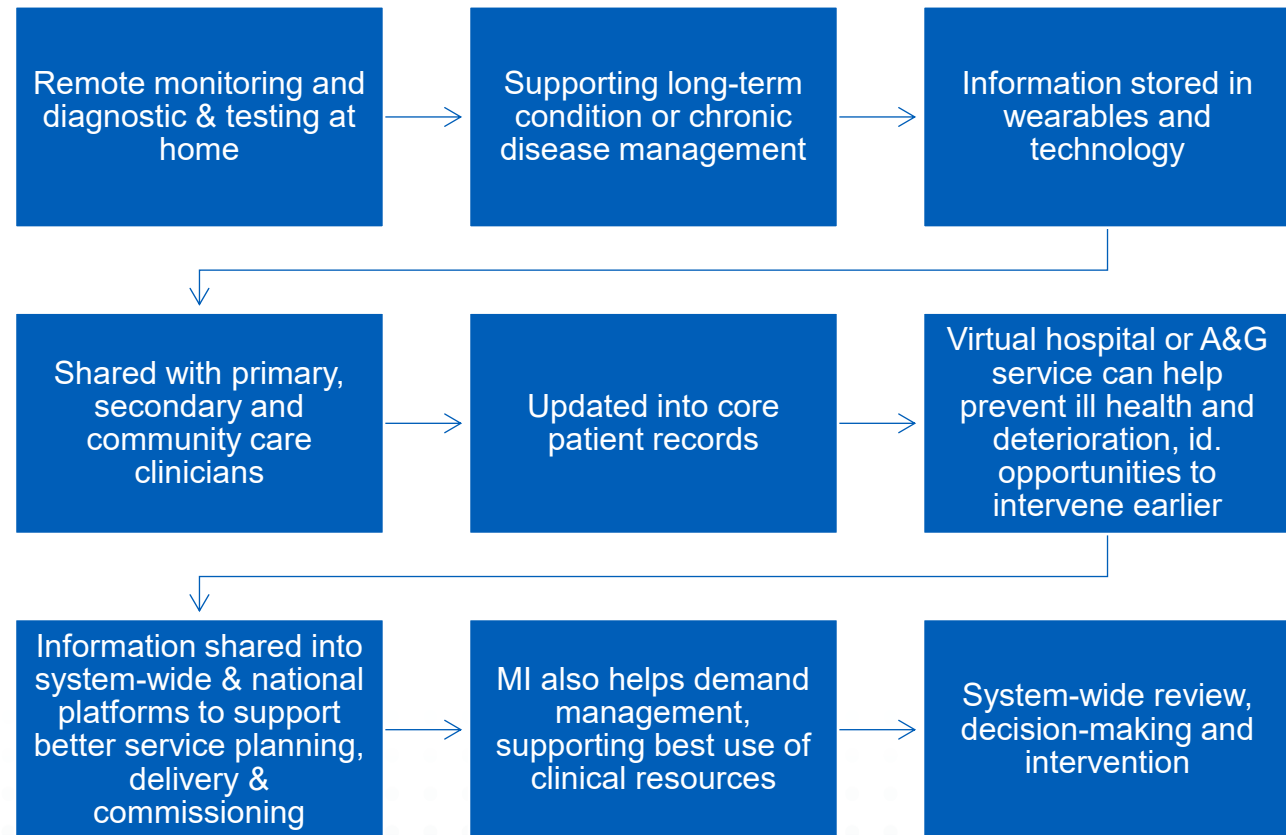 Remote monitoring and
diagnostic & testing at
home
Supporting long-term
condition or chronic
disease management
Information stored in
wearables and
technology
Shared with primary,
secondary and
community care
clinicians
Updated into core
patient records
Virtual hospital or A&G
service can help
prevent ill health and
deterioration, id.
opportunities to
intervene earlier
Information shared into
system-wide & national
platforms to support
better service planning,
delivery &
commissioning
MI also helps demand
management,
supporting best use of
clinical resources
System-wide review,
decision-making and
intervention